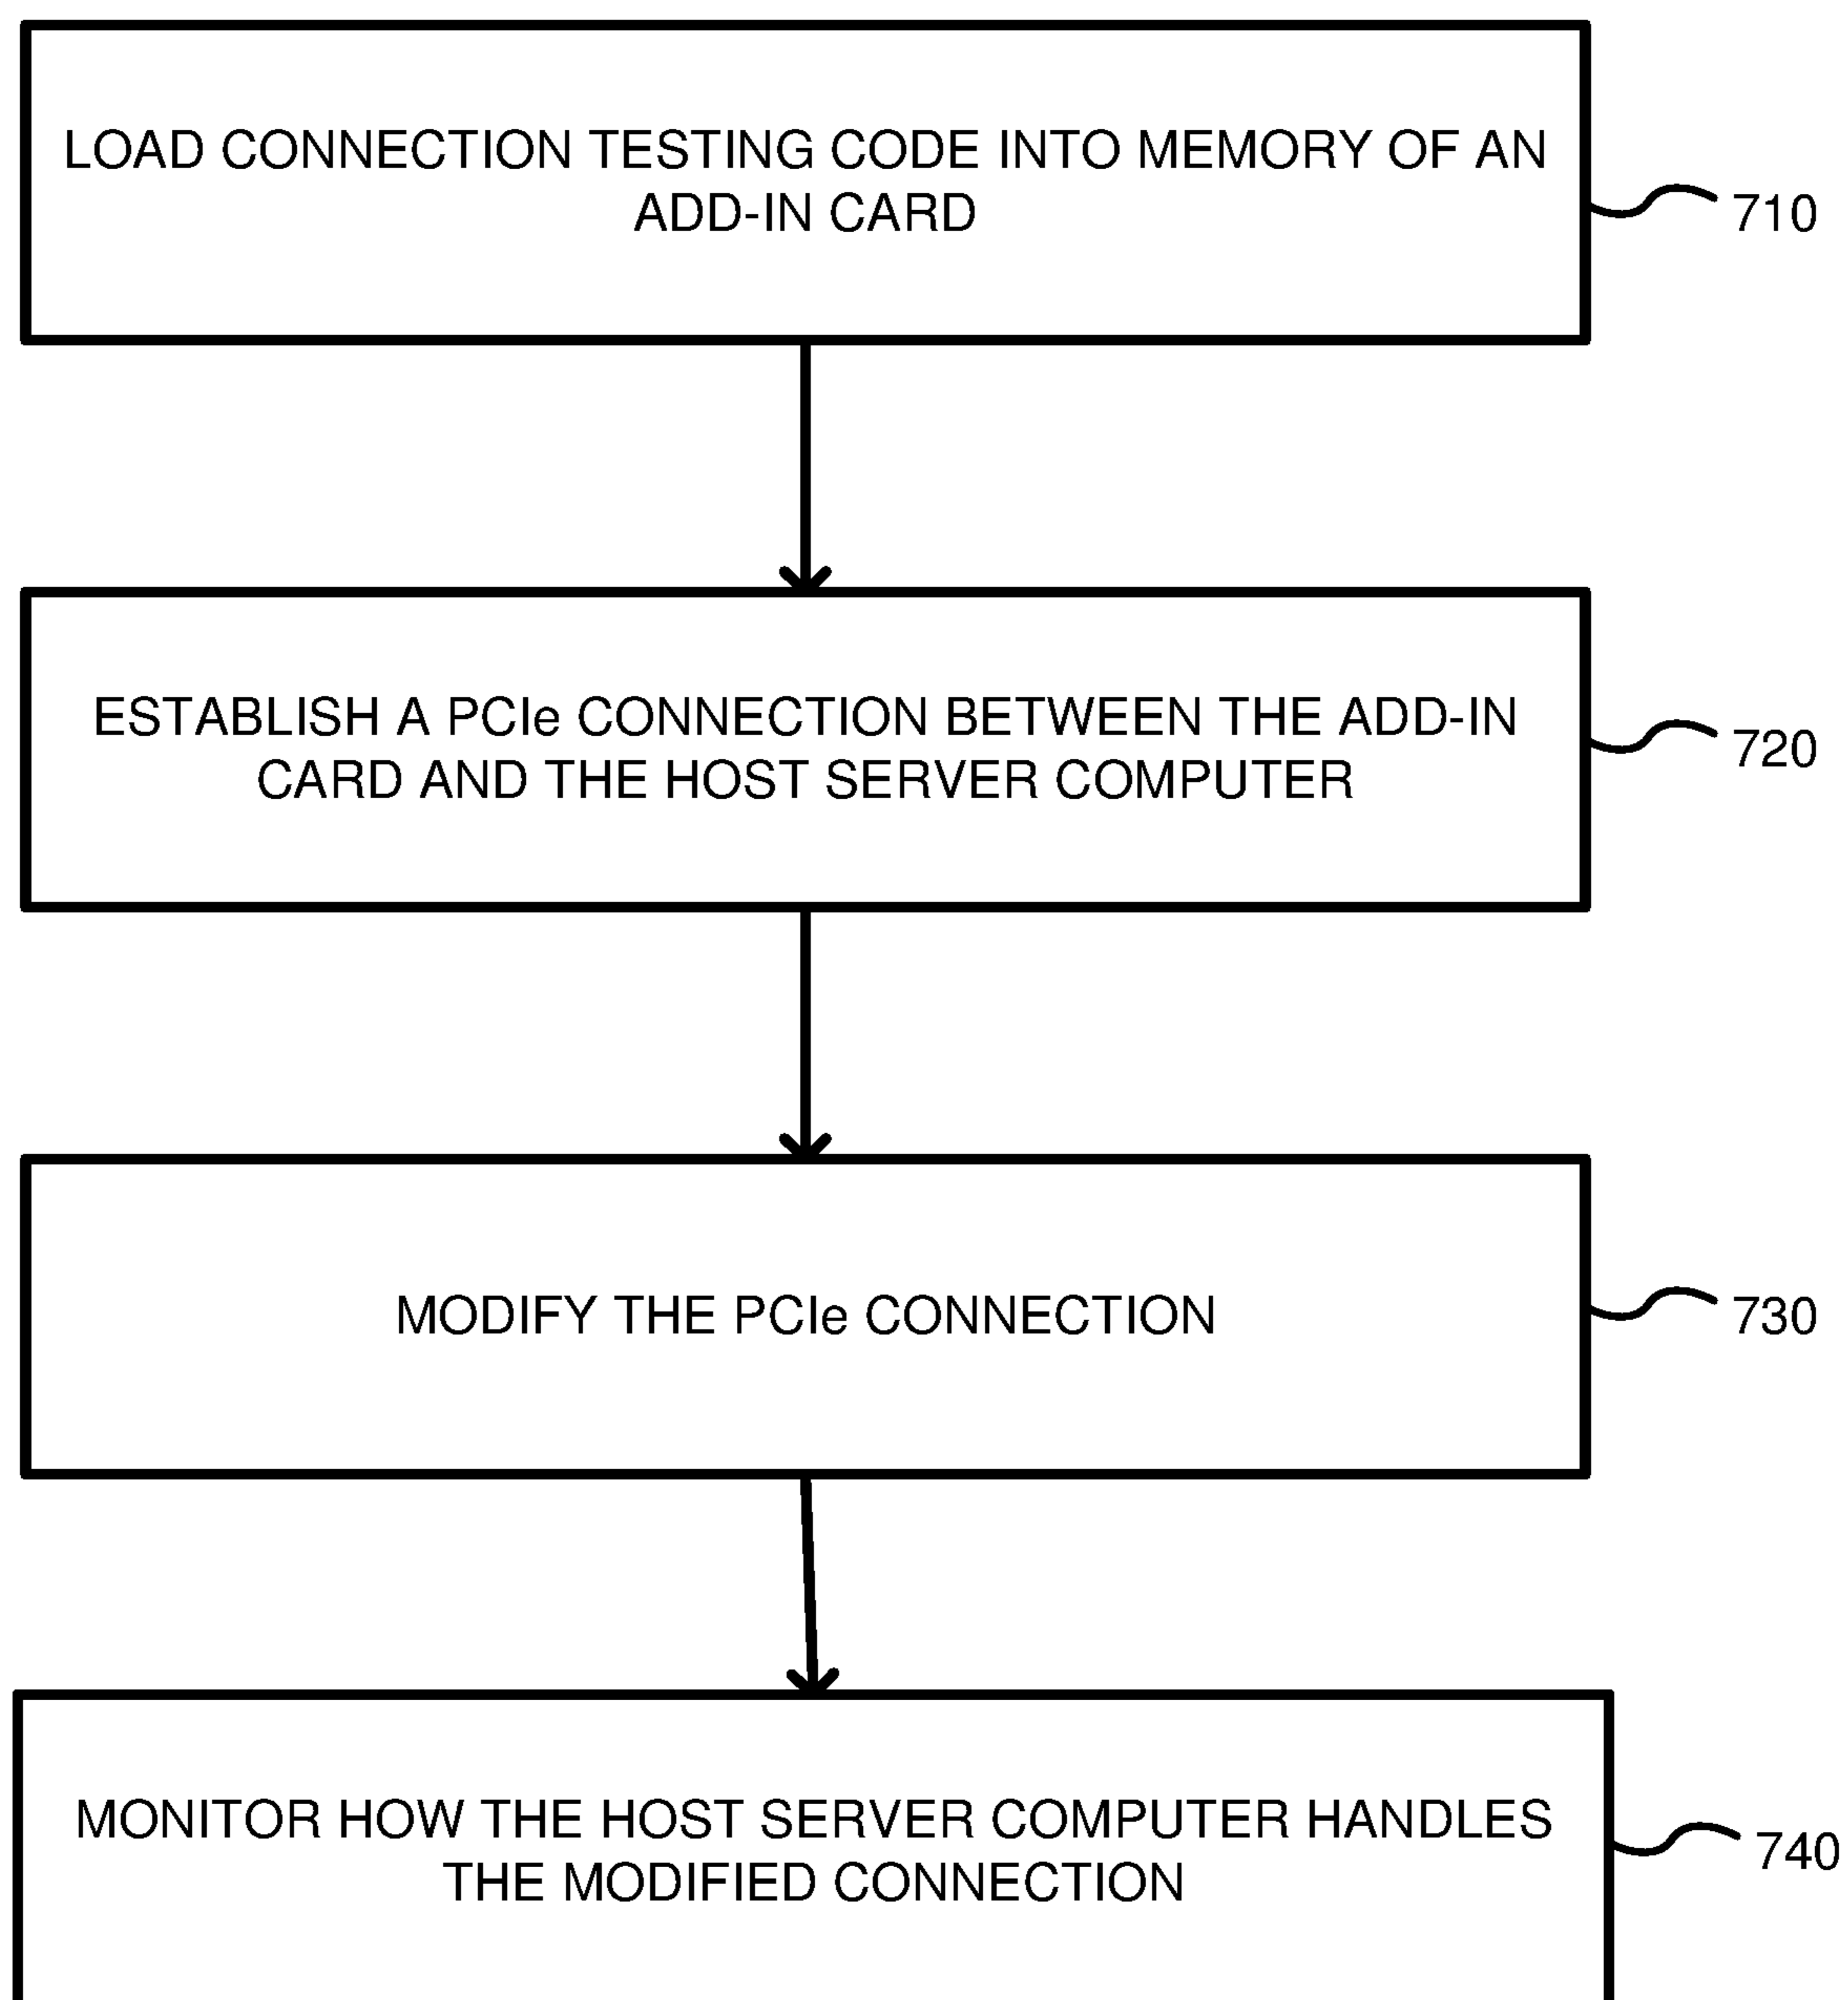 LOAD CONNECTION TESTING CODE INTO MEMORY OF AN
ADD-IN CARD
710
ESTABLISH A PCIe CONNECTION BETWEEN THE ADD-IN
CARD AND THE HOST SERVER COMPUTER
720
MODIFY THE PCIe CONNECTION
730
MONITOR HOW THE HOST SERVER COMPUTER HANDLES
THE MODIFIED CONNECTION
740